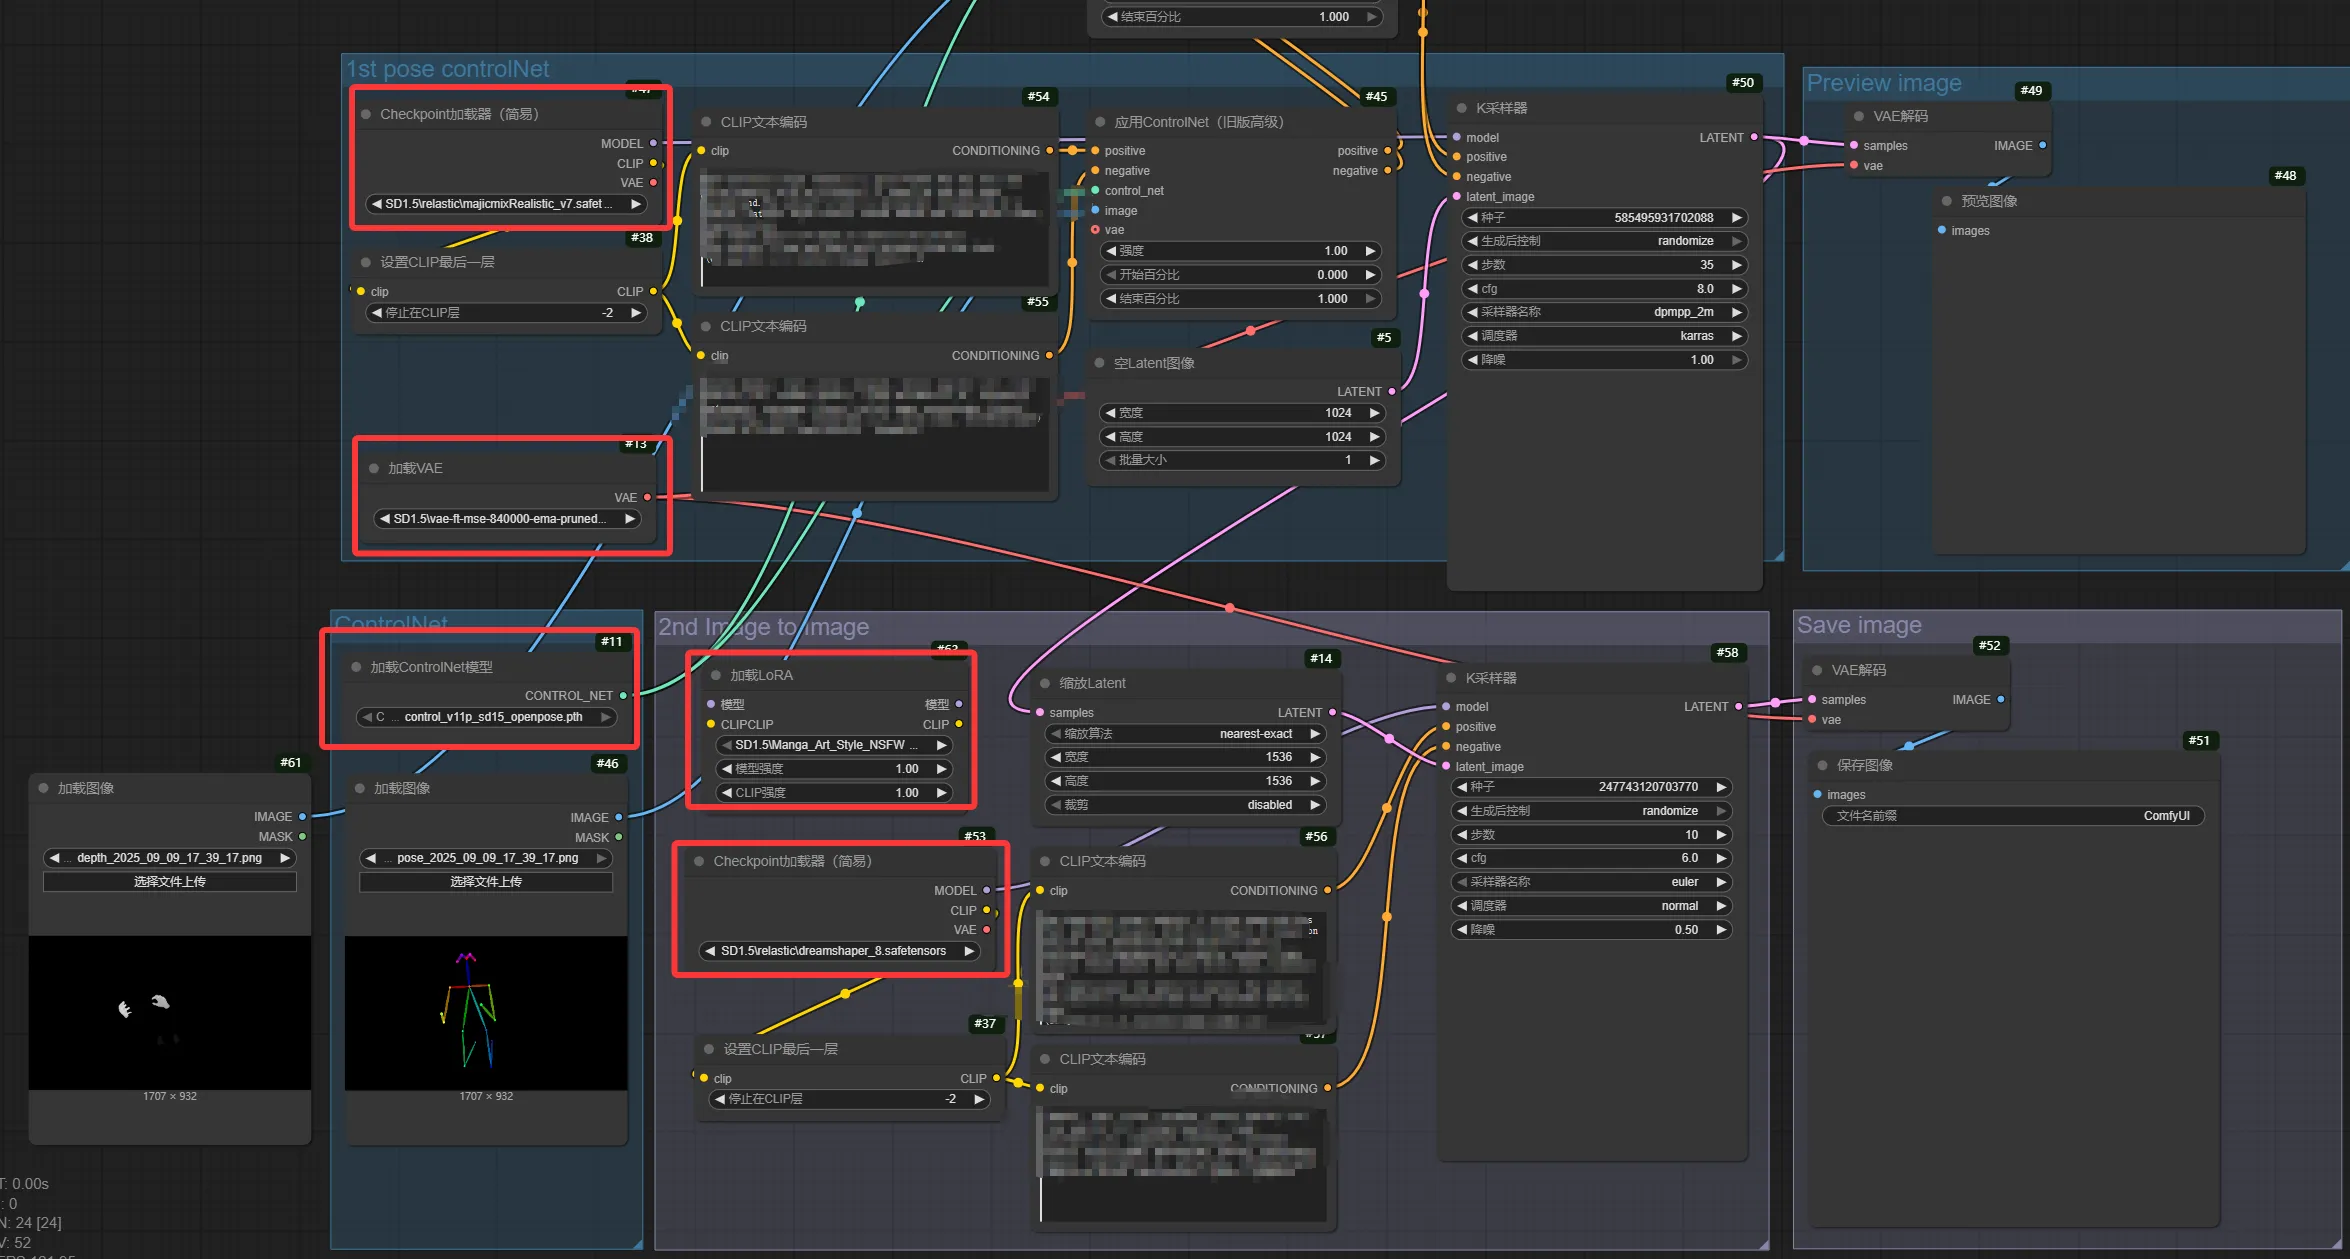 结束百分比 1.000
1st pose controlNet
#47
Checkpoint加载器（简易）
MODEL
CLIP
VAE
SD1.5\relastic\majicmixRealistic_v7.safet ...
#38
设置CLIP最后一层
clip CLIP
停止在CLIP层 -2
#13
加载VAE
VAE
SD1.5\vae-ft-mse-840000-ema-pruned...
#54
CLIP文本编码
clip CONDITIONING
#55
CLIP文本编码
clip CONDITIONING
#45
应用ControlNet（旧版高级）
positive positive
negative negative
control_net
image
vae
强度 1.00
开始百分比 0.000
结束百分比 1.000
#5
空Latent图像
LATENT
宽度 1024
高度 1024
批量大小 1
#50
K采样器
model LATENT
positive
negative
latent_image
种子 585495931702088
生成后控制 randomize
步数 35
cfg 8.0
采样器名称 dpmpp_2m
调度器 karras
降噪 1.00
Preview image
#49
VAE解码
samples IMAGE
vae
#48
预览图像
images
ControlNet
#11
加载ControlNet模型
CONTROL_NET
C ... control_v11p_sd15_openpose.pth
#61
加载图像
IMAGE
MASK
... depth_2025_09_09_17_39_17.png
选择文件上传
1707 × 932
#46
加载图像
IMAGE
MASK
... pose_2025_09_09_17_39_17.png
选择文件上传
1707 × 932
2nd Image to Image
#63
加载LoRA
模型 模型
CLIPCLIP CLIP
SD1.5\Manga_Art_Style_NSFW ...
模型强度 1.00
CLIP强度 1.00
#53
Checkpoint加载器（简易）
MODEL
CLIP
VAE
SD1.5\relastic\dreamshaper_8.safetensors
#37
设置CLIP最后一层
clip CLIP
停止在CLIP层 -2
#14
缩放Latent
samples LATENT
缩放算法 nearest-exact
宽度 1536
高度 1536
裁剪 disabled
#56
CLIP文本编码
clip CONDITIONING
#57
CLIP文本编码
clip CONDITIONING
#58
K采样器
model LATENT
positive
negative
latent_image
种子 247743120703770
生成后控制 randomize
步数 10
cfg 6.0
采样器名称 euler
调度器 normal
降噪 0.50
Save image
#52
VAE解码
samples IMAGE
vae
#51
保存图像
images
文件名前缀 ComfyUI
T: 0.00s
: 0
N: 24 [24]
V: 52